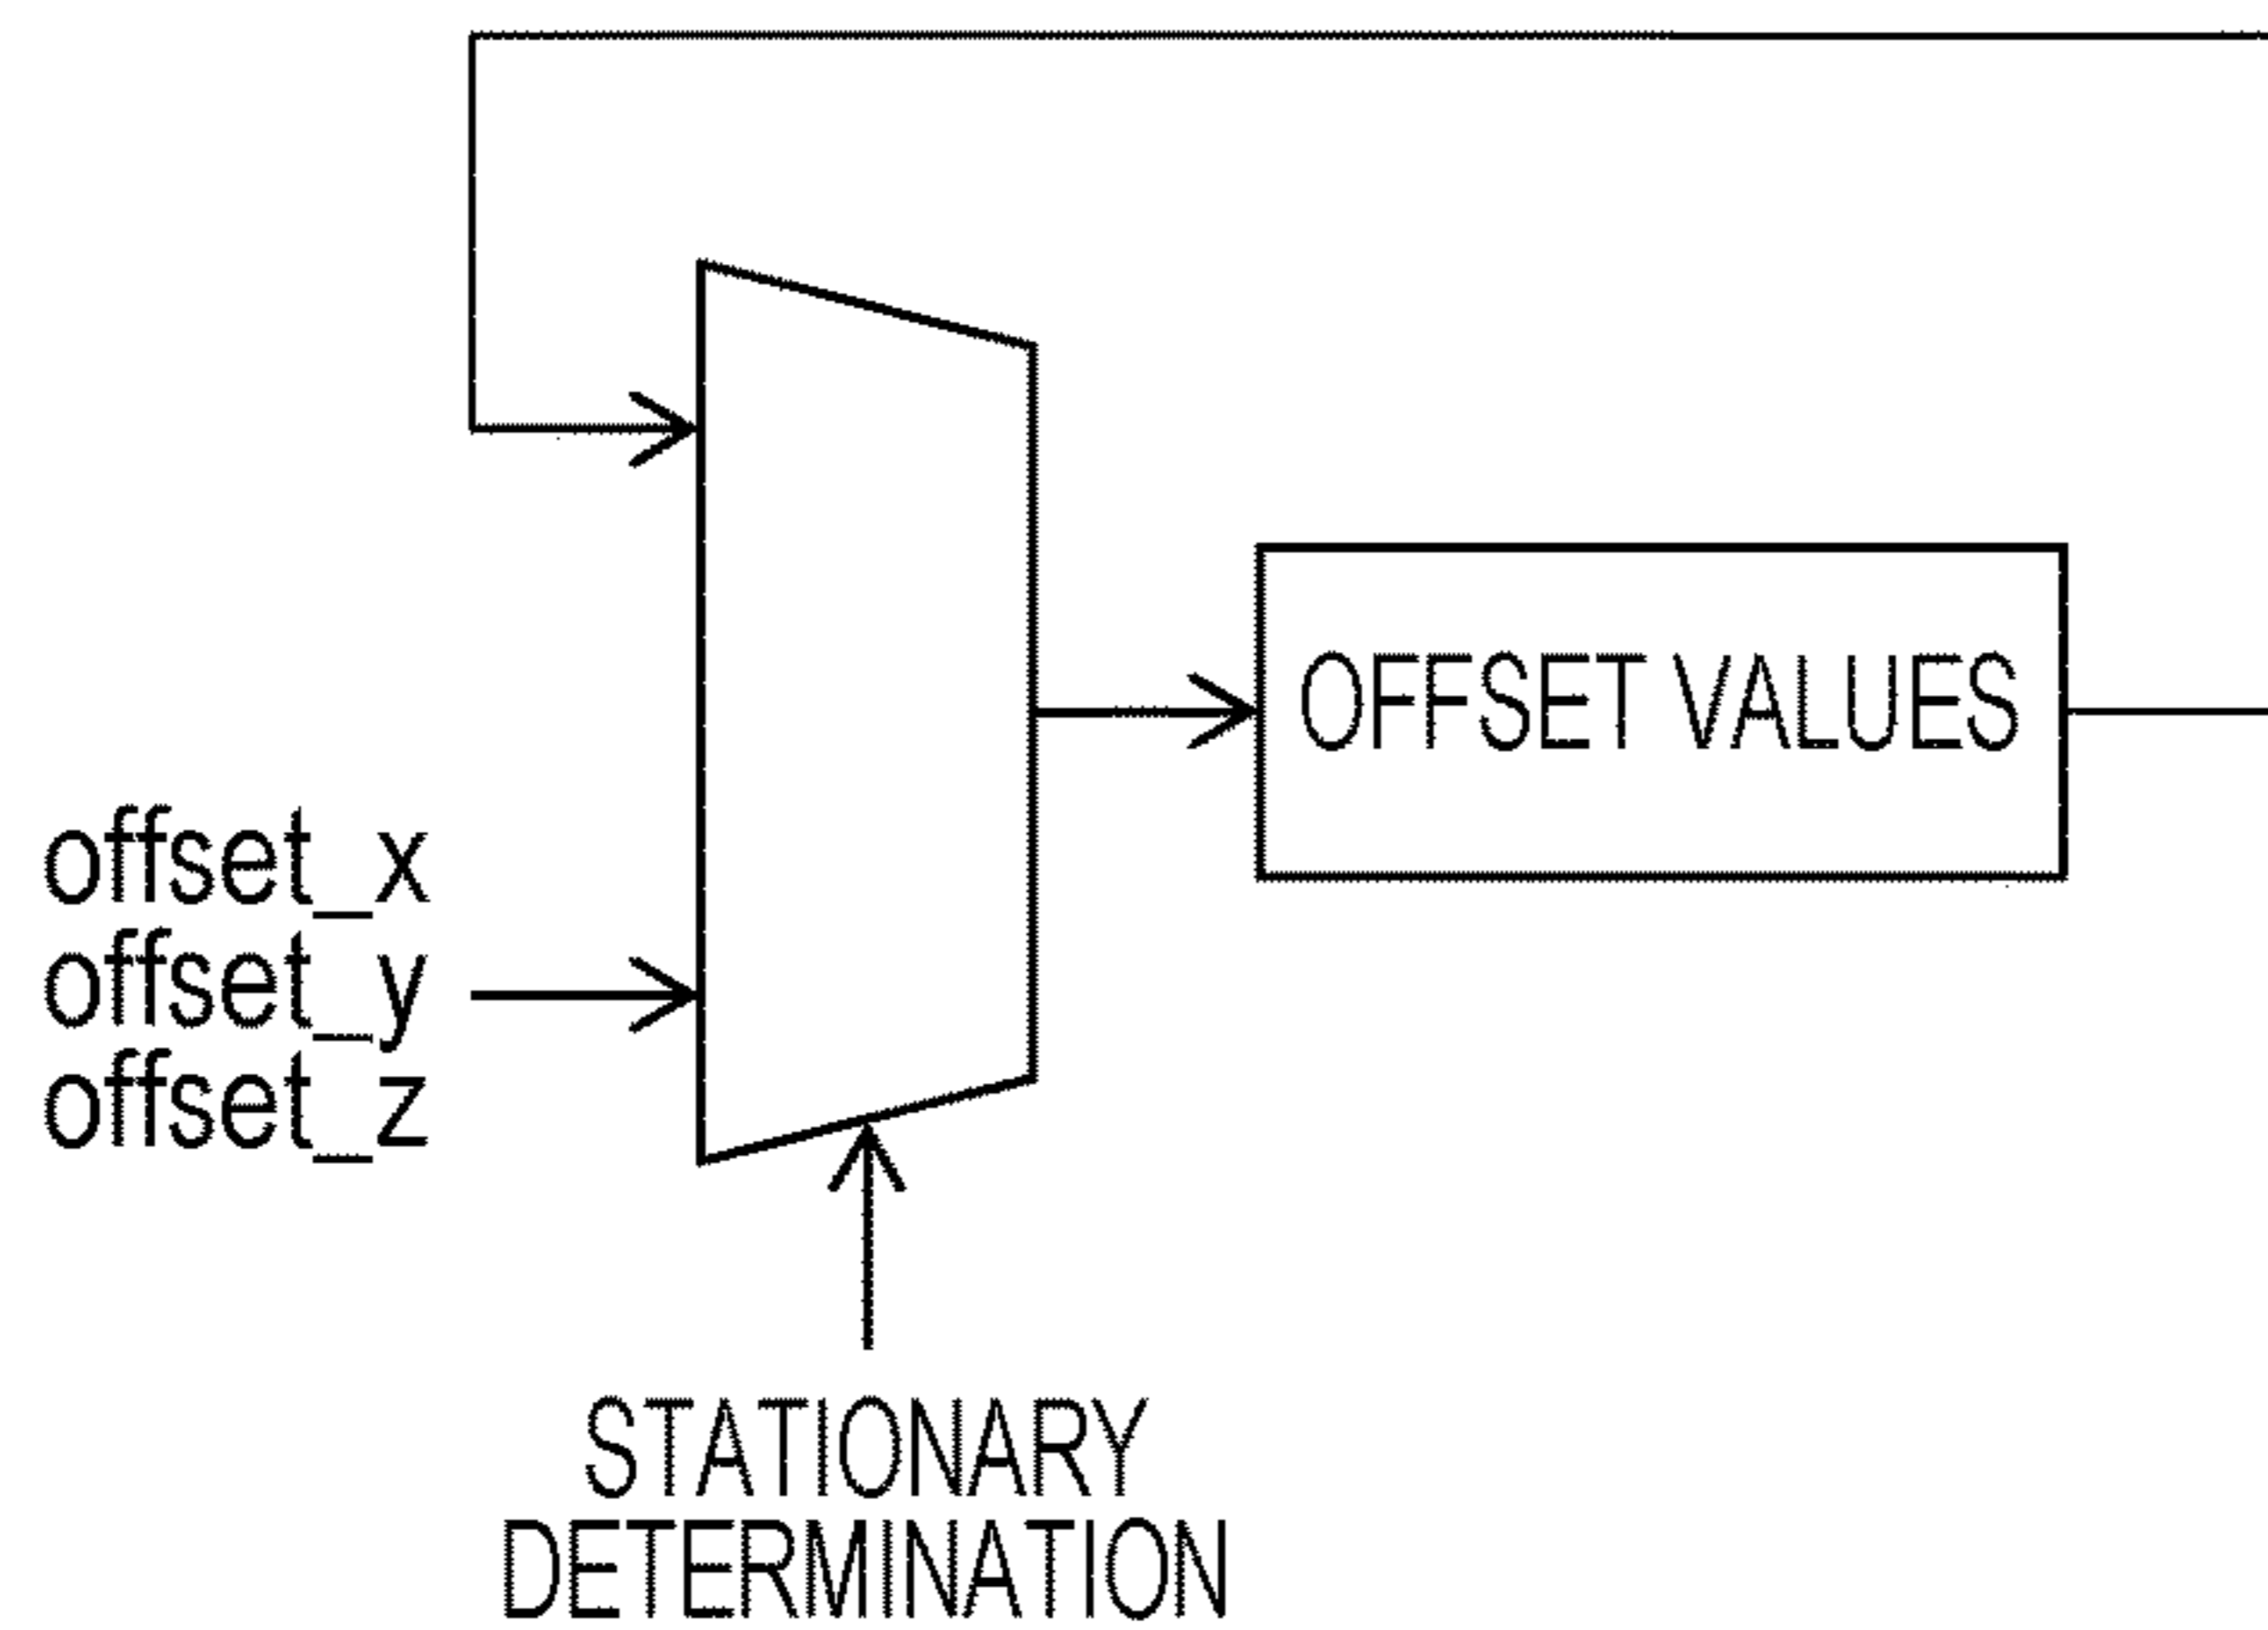 OFFSET VALUES
offset_x
offset_y
offset_z
STATIONARY
DETERMINATION